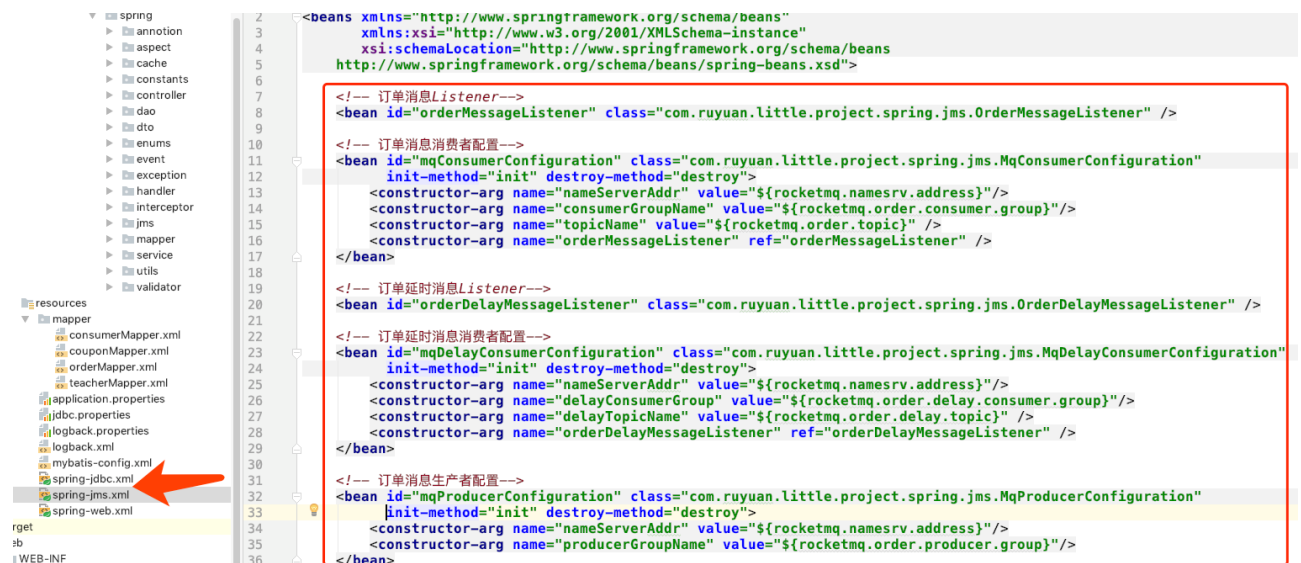 spring
annotion
aspect
cache
constants
controller
dao
dto
enums
event
exception
handler
interceptor
jms
mapper
service
utils
validator
resources
mapper
consumerMapper.xml
couponMapper.xml
orderMapper.xml
teacherMapper.xml
application.properties
jdbc.properties
logback.properties
logback.xml
mybatis-config.xml
spring-jdbc.xml
spring-jms.xml
spring-web.xml
rget
eb
WEB-INF
2 <beans xmlns="http://www.springframework.org/schema/beans"
3 xmlns:xsi="http://www.w3.org/2001/XMLSchema-instance"
4 xsi:schemaLocation="http://www.springframework.org/schema/beans
5 http://www.springframework.org/schema/beans/spring-beans.xsd">
6
7 <!-- 订单消息Listener-->
8 <bean id="orderMessageListener" class="com.ruyuan.little.project.spring.jms.OrderMessageListener" />
9
10 <!-- 订单消息消费者配置-->
11 <bean id="mqConsumerConfiguration" class="com.ruyuan.little.project.spring.jms.MqConsumerConfiguration"
12 init-method="init" destroy-method="destroy">
13 <constructor-arg name="nameServerAddr" value="${rocketmq.namesrv.address}"/>
14 <constructor-arg name="consumerGroupName" value="${rocketmq.order.consumer.group}"/>
15 <constructor-arg name="topicName" value="${rocketmq.order.topic}" />
16 <constructor-arg name="orderMessageListener" ref="orderMessageListener" />
17 </bean>
18
19 <!-- 订单延时消息Listener-->
20 <bean id="orderDelayMessageListener" class="com.ruyuan.little.project.spring.jms.OrderDelayMessageListener" />
21
22 <!-- 订单延时消息消费者配置-->
23 <bean id="mqDelayConsumerConfiguration" class="com.ruyuan.little.project.spring.jms.MqDelayConsumerConfiguration"
24 init-method="init" destroy-method="destroy">
25 <constructor-arg name="nameServerAddr" value="${rocketmq.namesrv.address}"/>
26 <constructor-arg name="delayConsumerGroup" value="${rocketmq.order.delay.consumer.group}"/>
27 <constructor-arg name="delayTopicName" value="${rocketmq.order.delay.topic}" />
28 <constructor-arg name="orderDelayMessageListener" ref="orderDelayMessageListener" />
29 </bean>
30
31 <!-- 订单消息生产者配置-->
32 <bean id="mqProducerConfiguration" class="com.ruyuan.little.project.spring.jms.MqProducerConfiguration"
33 init-method="init" destroy-method="destroy">
34 <constructor-arg name="nameServerAddr" value="${rocketmq.namesrv.address}"/>
35 <constructor-arg name="producerGroupName" value="${rocketmq.order.producer.group}"/>
36 </bean>